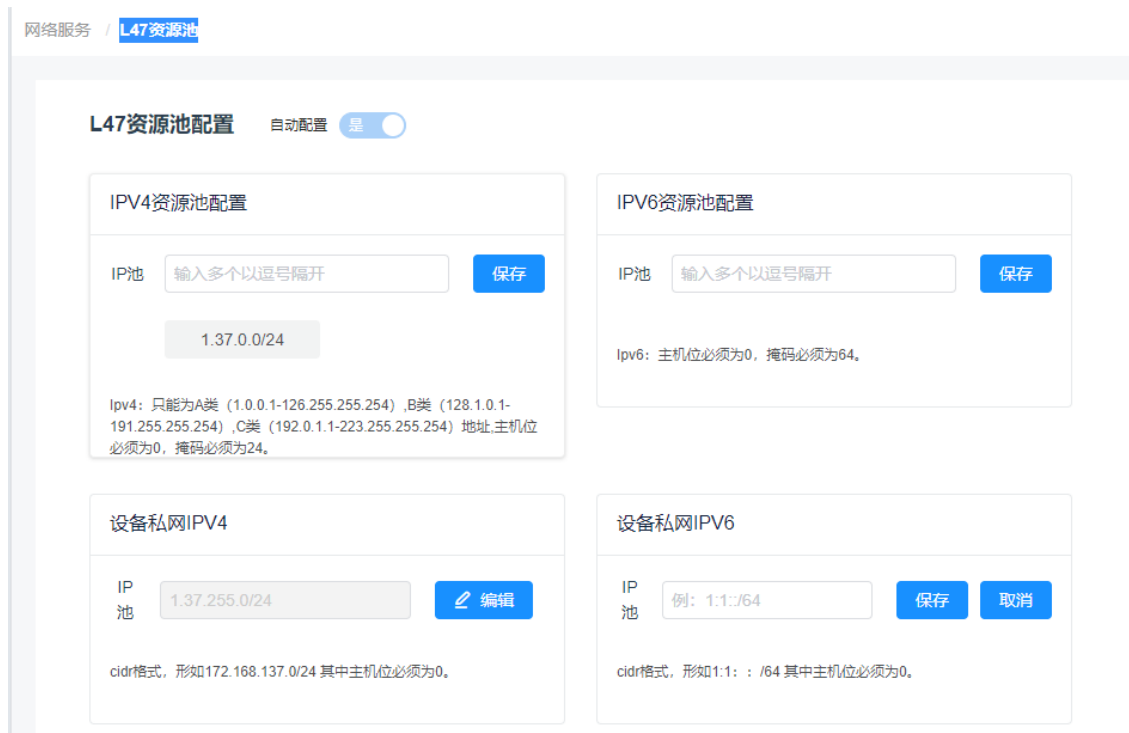 网络服务 / L47资源池
L47资源池配置 自动配置 是
IPV4资源池配置
IP池 输入多个以逗号隔开 保存
1.37.0.0/24
Ipv4：只能为A类（1.0.0.1-126.255.255.254）,B类（128.1.0.1-
191.255.255.254）,C类（192.0.1.1-223.255.255.254）地址,主机位
必须为0，掩码必须为24。
IPV6资源池配置
IP池 输入多个以逗号隔开 保存
Ipv6：主机位必须为0，掩码必须为64。
设备私网IPV4
IP
池 1.37.255.0/24 编辑
cidr格式，形如172.168.137.0/24 其中主机位必须为0。
设备私网IPV6
IP
池 例：1:1::/64 保存 取消
cidr格式，形如1:1：：/64 其中主机位必须为0。